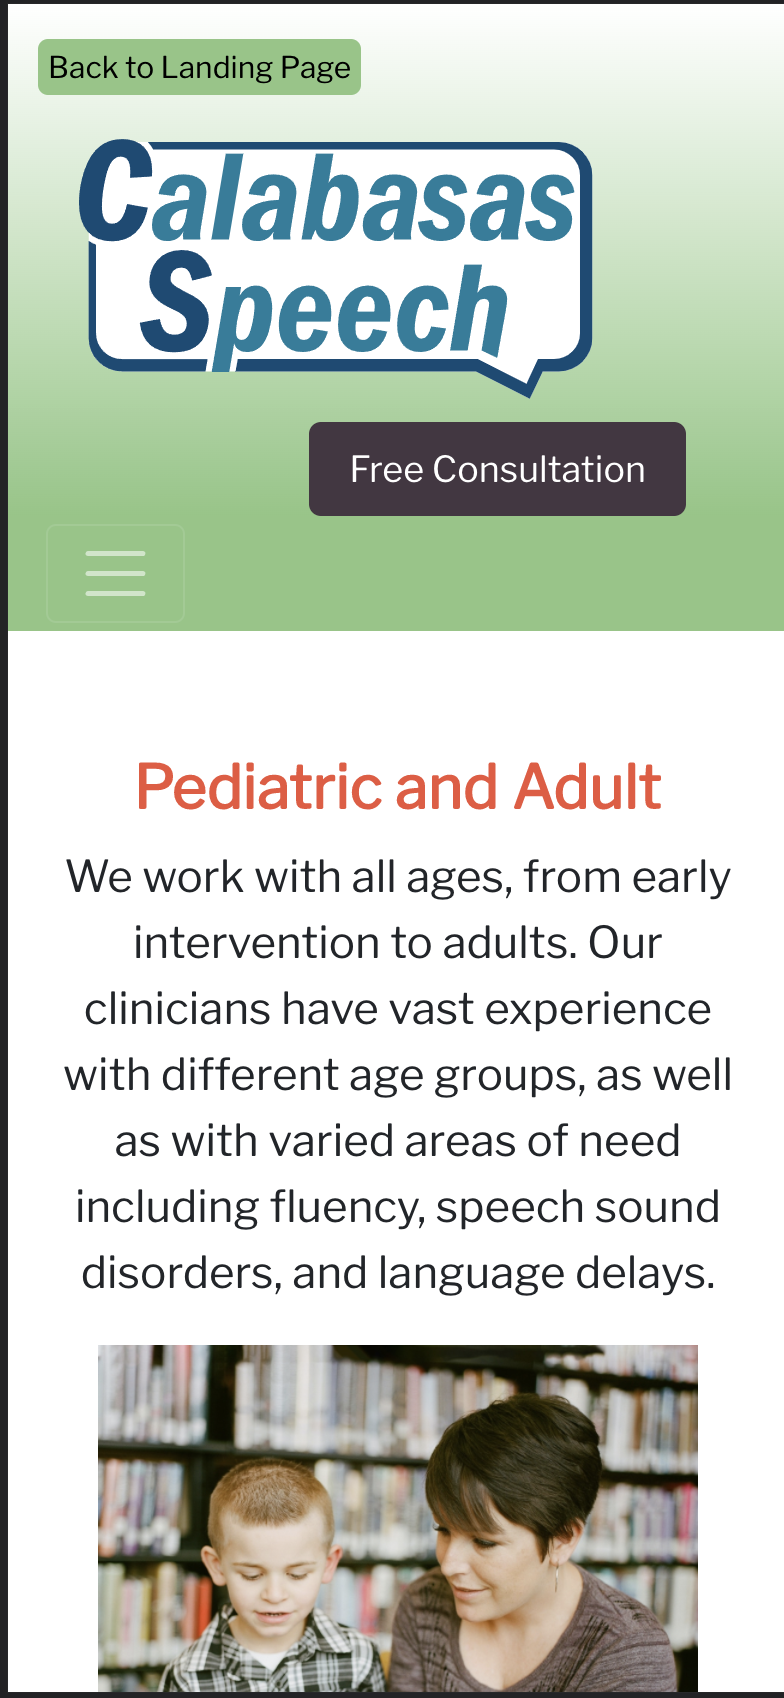 Back to Landing Page
Calabasas
Speech
Free Consultation
Pediatric and Adult
We work with all ages, from early
intervention to adults. Our
clinicians have vast experience
with different age groups, as well
as with varied areas of need
including fluency, speech sound
disorders, and language delays.